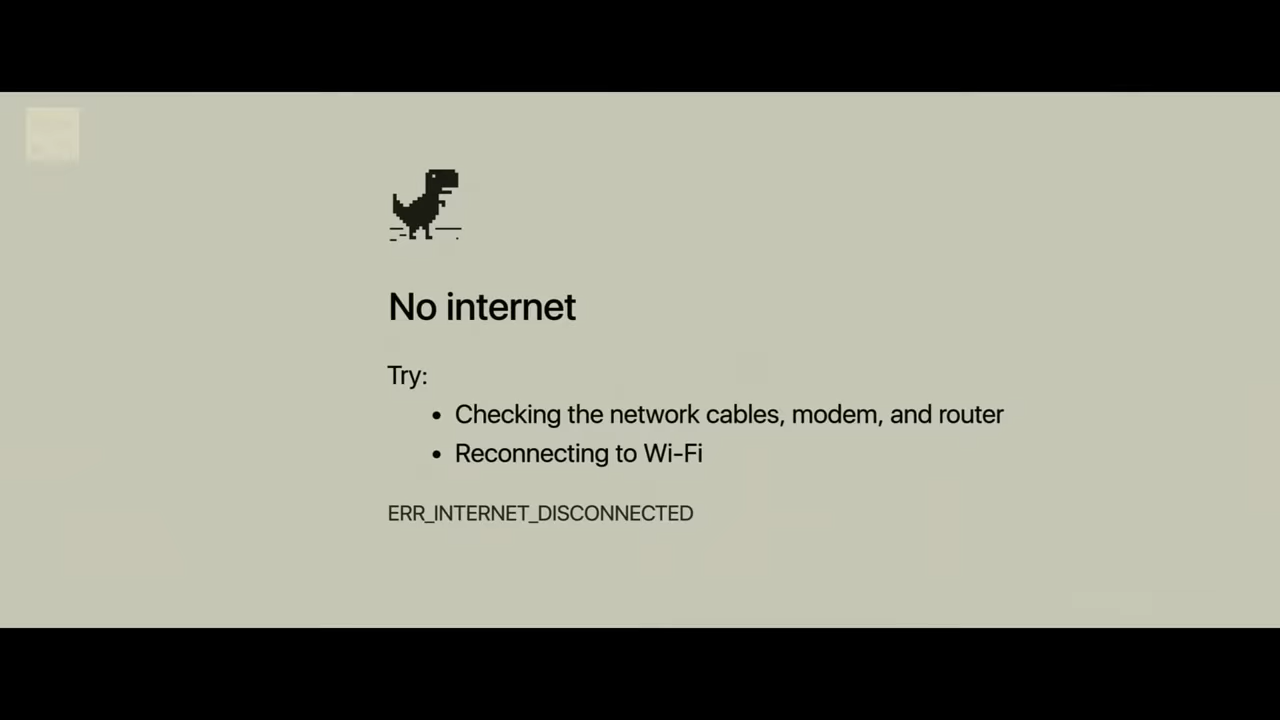 No internet
Try:
• Checking the network cables, modem, and router
• Reconnecting to Wi-Fi
ERR_INTERNET_DISCONNECTED